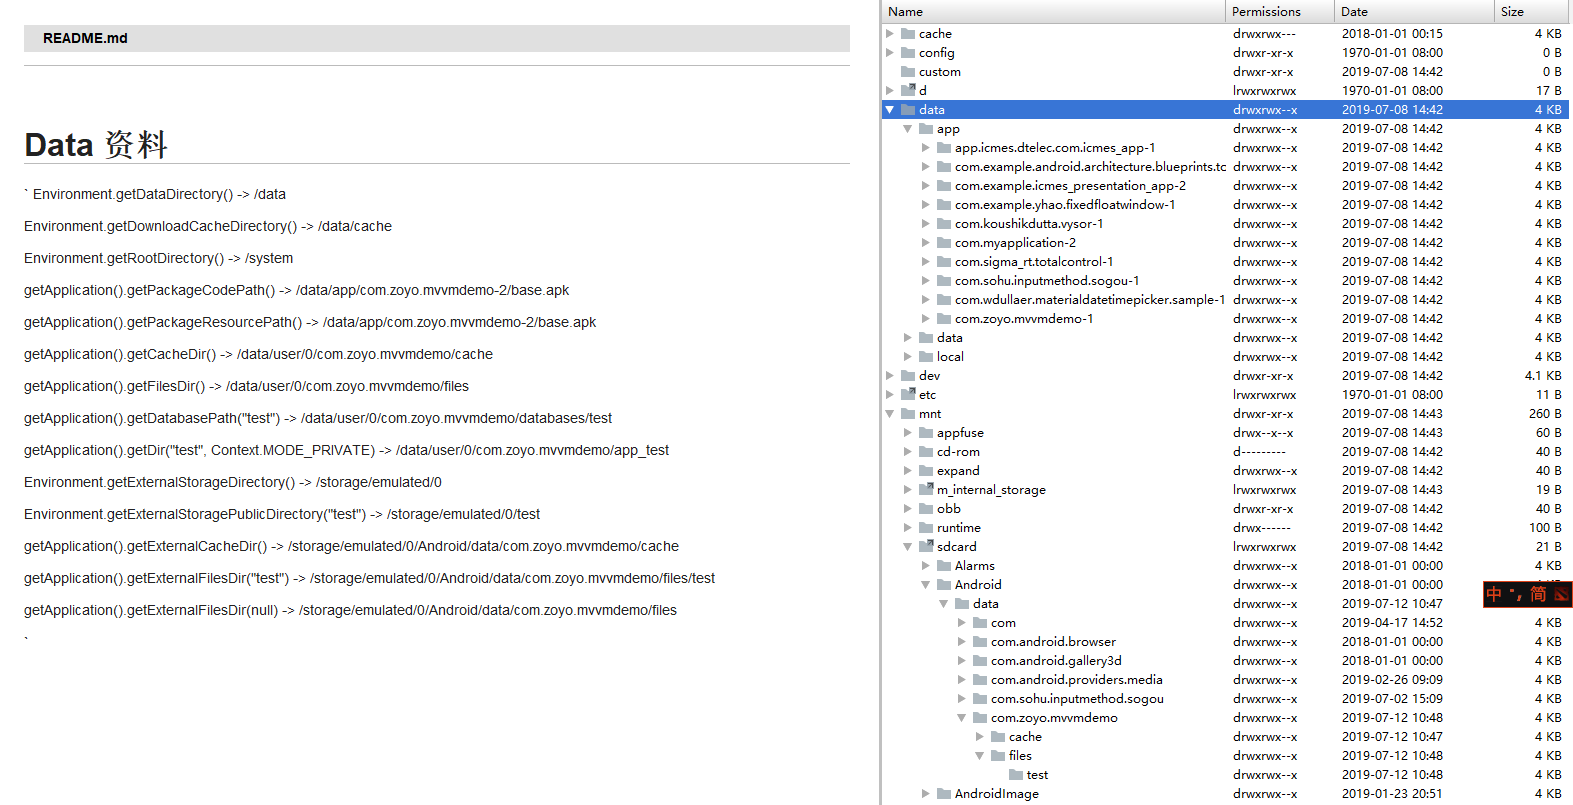 README.md
Data 资料
` Environment.getDataDirectory() -> /data
Environment.getDownloadCacheDirectory() -> /data/cache
Environment.getRootDirectory() -> /system
getApplication().getPackageCodePath() -> /data/app/com.zoyo.mvvmdemo-2/base.apk
getApplication().getPackageResourcePath() -> /data/app/com.zoyo.mvvmdemo-2/base.apk
getApplication().getCacheDir() -> /data/user/0/com.zoyo.mvvmdemo/cache
getApplication().getFilesDir() -> /data/user/0/com.zoyo.mvvmdemo/files
getApplication().getDatabasePath("test") -> /data/user/0/com.zoyo.mvvmdemo/databases/test
getApplication().getDir("test", Context.MODE_PRIVATE) -> /data/user/0/com.zoyo.mvvmdemo/app_test
Environment.getExternalStorageDirectory() -> /storage/emulated/0
Environment.getExternalStoragePublicDirectory("test") -> /storage/emulated/0/test
getApplication().getExternalCacheDir() -> /storage/emulated/0/Android/data/com.zoyo.mvvmdemo/cache
getApplication().getExternalFilesDir("test") -> /storage/emulated/0/Android/data/com.zoyo.mvvmdemo/files/test
getApplication().getExternalFilesDir(null) -> /storage/emulated/0/Android/data/com.zoyo.mvvmdemo/files
`
Name Permissions Date Size
cache drwxrwx--- 2018-01-01 00:15 4 KB
config drwxr-xr-x 1970-01-01 08:00 0 B
custom drwxr-xr-x 2019-07-08 14:42 0 B
d lrwxrwxrwx 1970-01-01 08:00 17 B
data drwxrwx--x 2019-07-08 14:42 4 KB
app drwxrwx--x 2019-07-08 14:42 4 KB
app.icmes.dtelec.com.icmes_app-1 drwxrwx--x 2019-07-08 14:42 4 KB
com.example.android.architecture.blueprints.tc drwxrwx--x 2019-07-08 14:42 4 KB
com.example.icmes_presentation_app-2 drwxrwx--x 2019-07-08 14:42 4 KB
com.example.yhao.fixedfloatwindow-1 drwxrwx--x 2019-07-08 14:42 4 KB
com.koushikdutta.vysor-1 drwxrwx--x 2019-07-08 14:42 4 KB
com.myapplication-2 drwxrwx--x 2019-07-08 14:42 4 KB
com.sigma_rt.totalcontrol-1 drwxrwx--x 2019-07-08 14:42 4 KB
com.sohu.inputmethod.sogou-1 drwxrwx--x 2019-07-08 14:42 4 KB
com.wdullaer.materialdatetimepicker.sample-1 drwxrwx--x 2019-07-08 14:42 4 KB
com.zoyo.mvvmdemo-1 drwxrwx--x 2019-07-08 14:42 4 KB
data drwxrwx--x 2019-07-08 14:42 4 KB
local drwxrwx--x 2019-07-08 14:42 4 KB
dev drwxr-xr-x 2019-07-08 14:42 4.1 KB
etc lrwxrwxrwx 1970-01-01 08:00 11 B
mnt drwxr-xr-x 2019-07-08 14:43 260 B
appfuse drwx--x--x 2019-07-08 14:43 60 B
cd-rom d--------- 2019-07-08 14:42 40 B
expand drwxrwx--x 2019-07-08 14:42 40 B
m_internal_storage lrwxrwxrwx 2019-07-08 14:43 19 B
obb drwxr-xr-x 2019-07-08 14:42 40 B
runtime drwx------ 2019-07-08 14:42 100 B
sdcard lrwxrwxrwx 2019-07-08 14:42 21 B
Alarms drwxrwx--x 2018-01-01 00:00 4 KB
Android drwxrwx--x 2018-01-01 00:00
中 °, 简
data drwxrwx--x 2019-07-12 10:47
com drwxrwx--x 2019-04-17 14:52 4 KB
com.android.browser drwxrwx--x 2018-01-01 00:00 4 KB
com.android.gallery3d drwxrwx--x 2018-01-01 00:00 4 KB
com.android.providers.media drwxrwx--x 2019-02-26 09:09 4 KB
com.sohu.inputmethod.sogou drwxrwx--x 2019-07-02 15:09 4 KB
com.zoyo.mvvmdemo drwxrwx--x 2019-07-12 10:48 4 KB
cache drwxrwx--x 2019-07-12 10:47 4 KB
files drwxrwx--x 2019-07-12 10:48 4 KB
test drwxrwx--x 2019-07-12 10:48 4 KB
AndroidImage drwxrwx--x 2019-01-23 20:51 4 KB